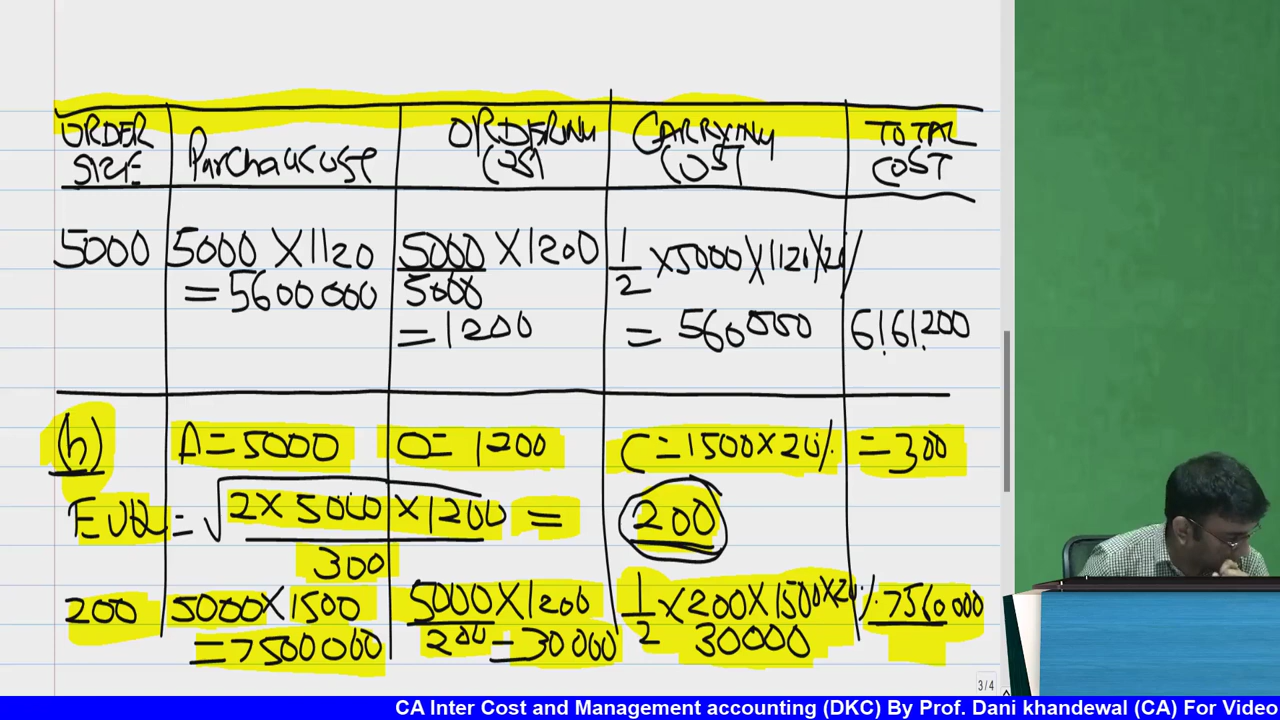 ORDER SIZE Purchase cost ORDERING COST CARRYING COST TOTAL COST
5000 5000 X 1120 5000 X 1200 1/2 X 5000 X 1120 X 20%
= 5600 000 5000
= 1200 = 560000 6161200
(b) A = 5000 O = 1200 C = 1500 X 20% = 300
EOQ = √ 2 X 5000 X 1200 = 200
300
200 5000 X 1500 5000 X 1200 1/2 X 200 X 1500 X 20% 7560000
= 7500000 200 = 30000 30000
3/4
CA Inter Cost and Management accounting (DKC) By Prof. Dani khandewal (CA) For Video